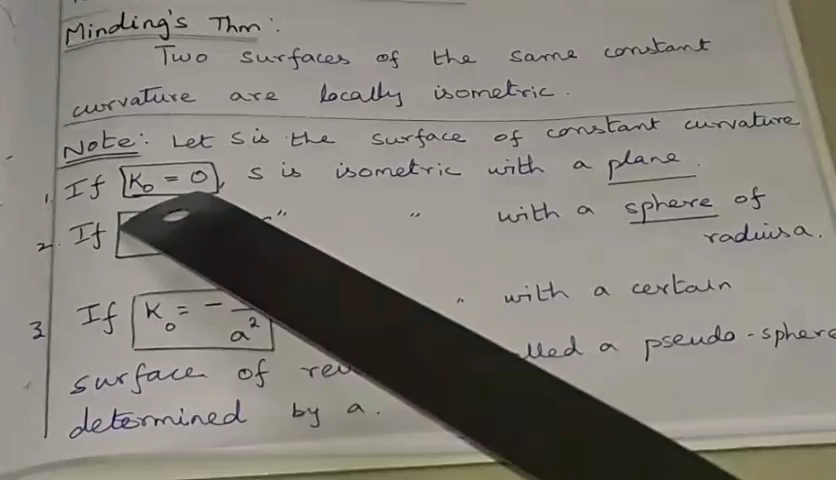 Minding's Thm:
Two surfaces of the same constant
curvature are locally isometric.
Note: Let S is the surface of constant curvature
1. If K₀ = 0, S is isometric with a plane.
2. If " " with a sphere of
radius a.
3 If K₀ = - a² " with a certain
surface of a pseudo-sphere
determined by a.